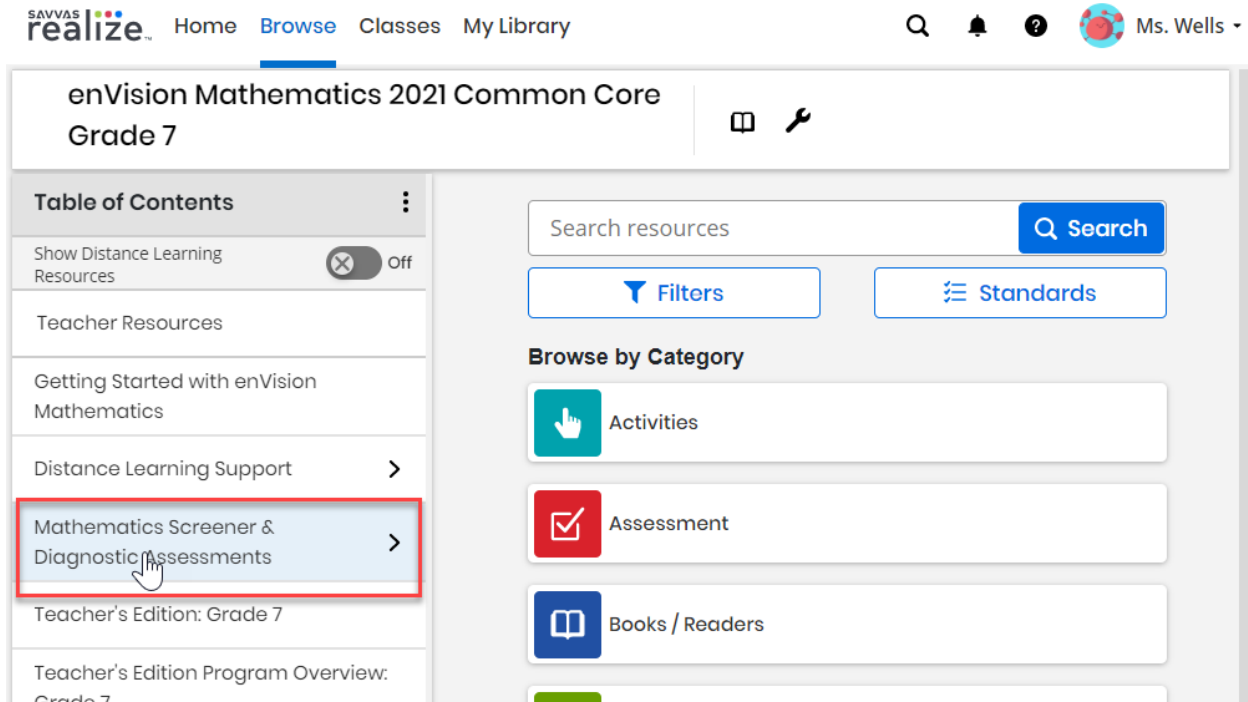 savvas
realize™ Home Browse Classes My Library Ms. Wells
enVision Mathematics 2021 Common Core
Grade 7
Table of Contents
Show Distance Learning
Resources
Off
Teacher Resources
Getting Started with enVision
Mathematics
Distance Learning Support
Mathematics Screener &
Diagnostic Assessments
Teacher's Edition: Grade 7
Teacher's Edition Program Overview:
Grade 7
Search resources Search
Filters Standards
Browse by Category
Activities
Assessment
Books / Readers